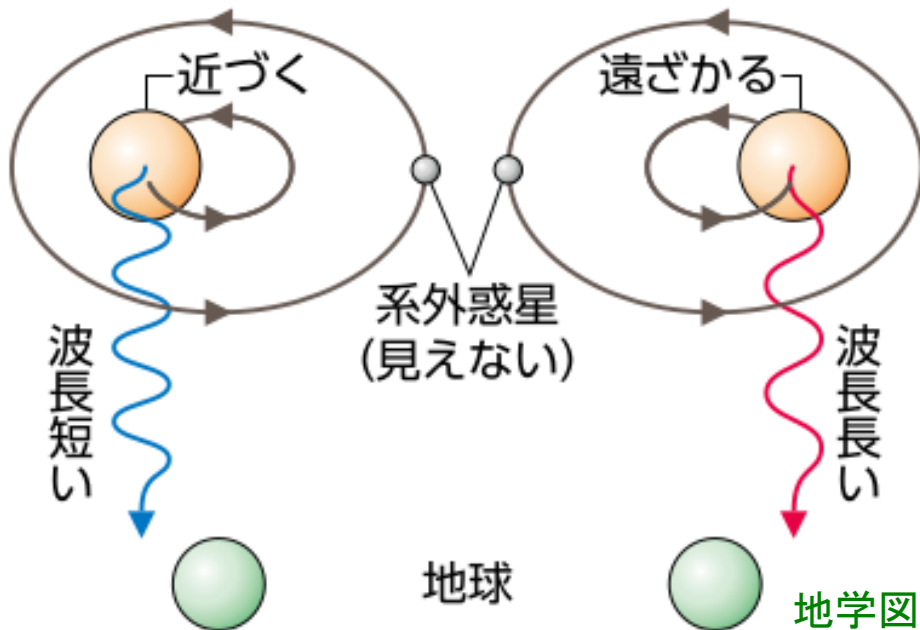 近づく
遠ざかる
系外惑星
(見えない)
波長短い
波長長い
地球
地学図